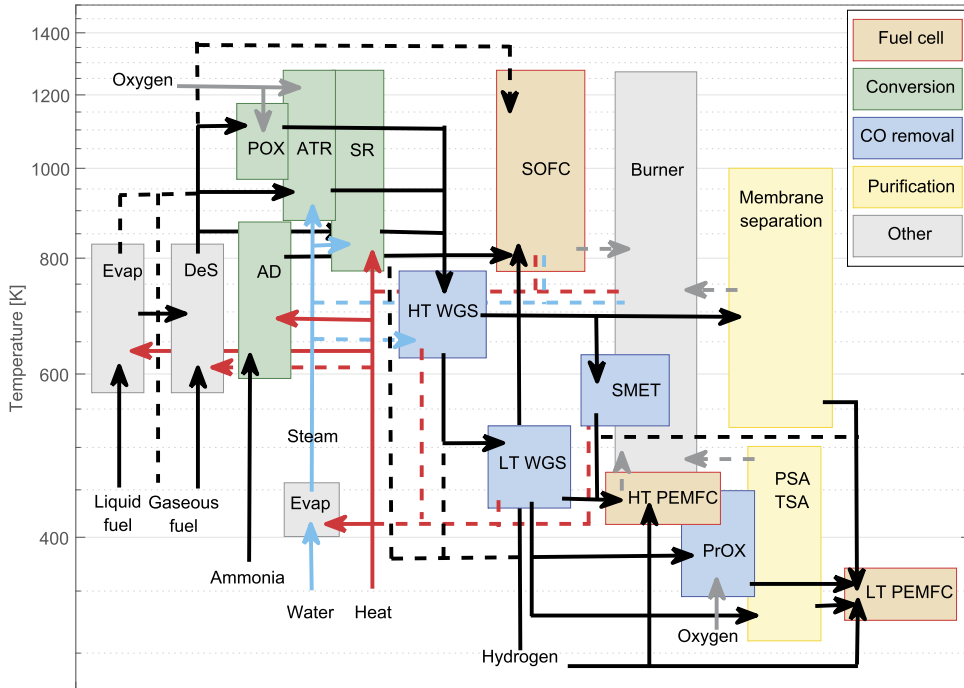 1400
1200
1000
800
600
400
Temperature [K]
Fuel cell
Conversion
CO removal
Purification
Other
Oxygen
POX
ATR
SR
SOFC
Burner
Membrane
separation
Evap
DeS
AD
HT WGS
SMET
Steam
LT WGS
Evap
Liquid
fuel
Gaseous
fuel
HT PEMFC
PSA
TSA
PrOX
Ammonia
Water
Heat
LT PEMFC
Oxygen
Hydrogen